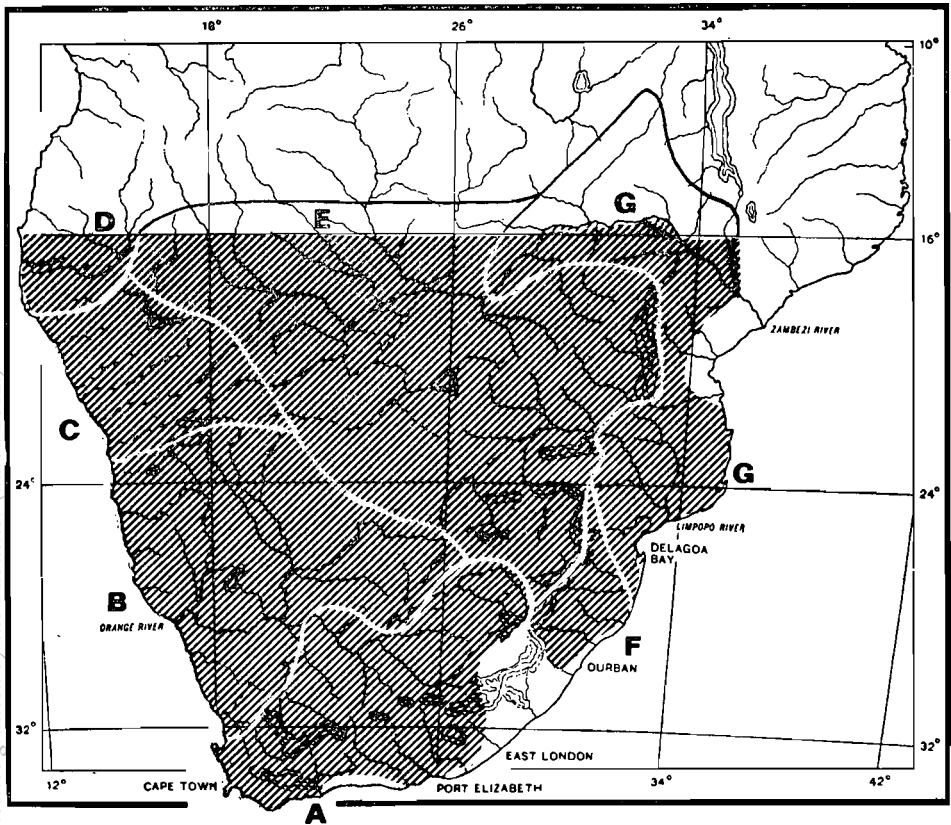 18° 26° 34°
10°
D E G
16°
ZAMBEZI RIVER
C
24° G 24°
LIMPOPO RIVER
DELAGOA
BAY
B
ORANGE RIVER
F
DURBAN
32° 32°
EAST LONDON
12° CAPE TOWN PORT ELIZABETH 34° 42°
A